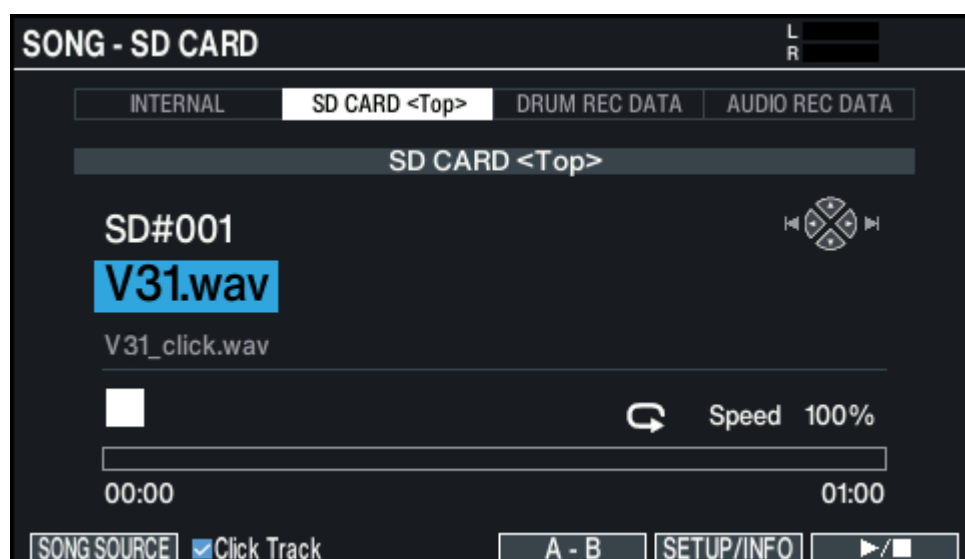 SONG - SD CARD
L
R
INTERNAL SD CARD <Top> DRUM REC DATA AUDIO REC DATA
SD CARD <Top>
SD#001
V31.wav
V31_click.wav
Speed 100%
00:00 01:00
SONG SOURCE Click Track A - B SETUP/INFO ▶/■